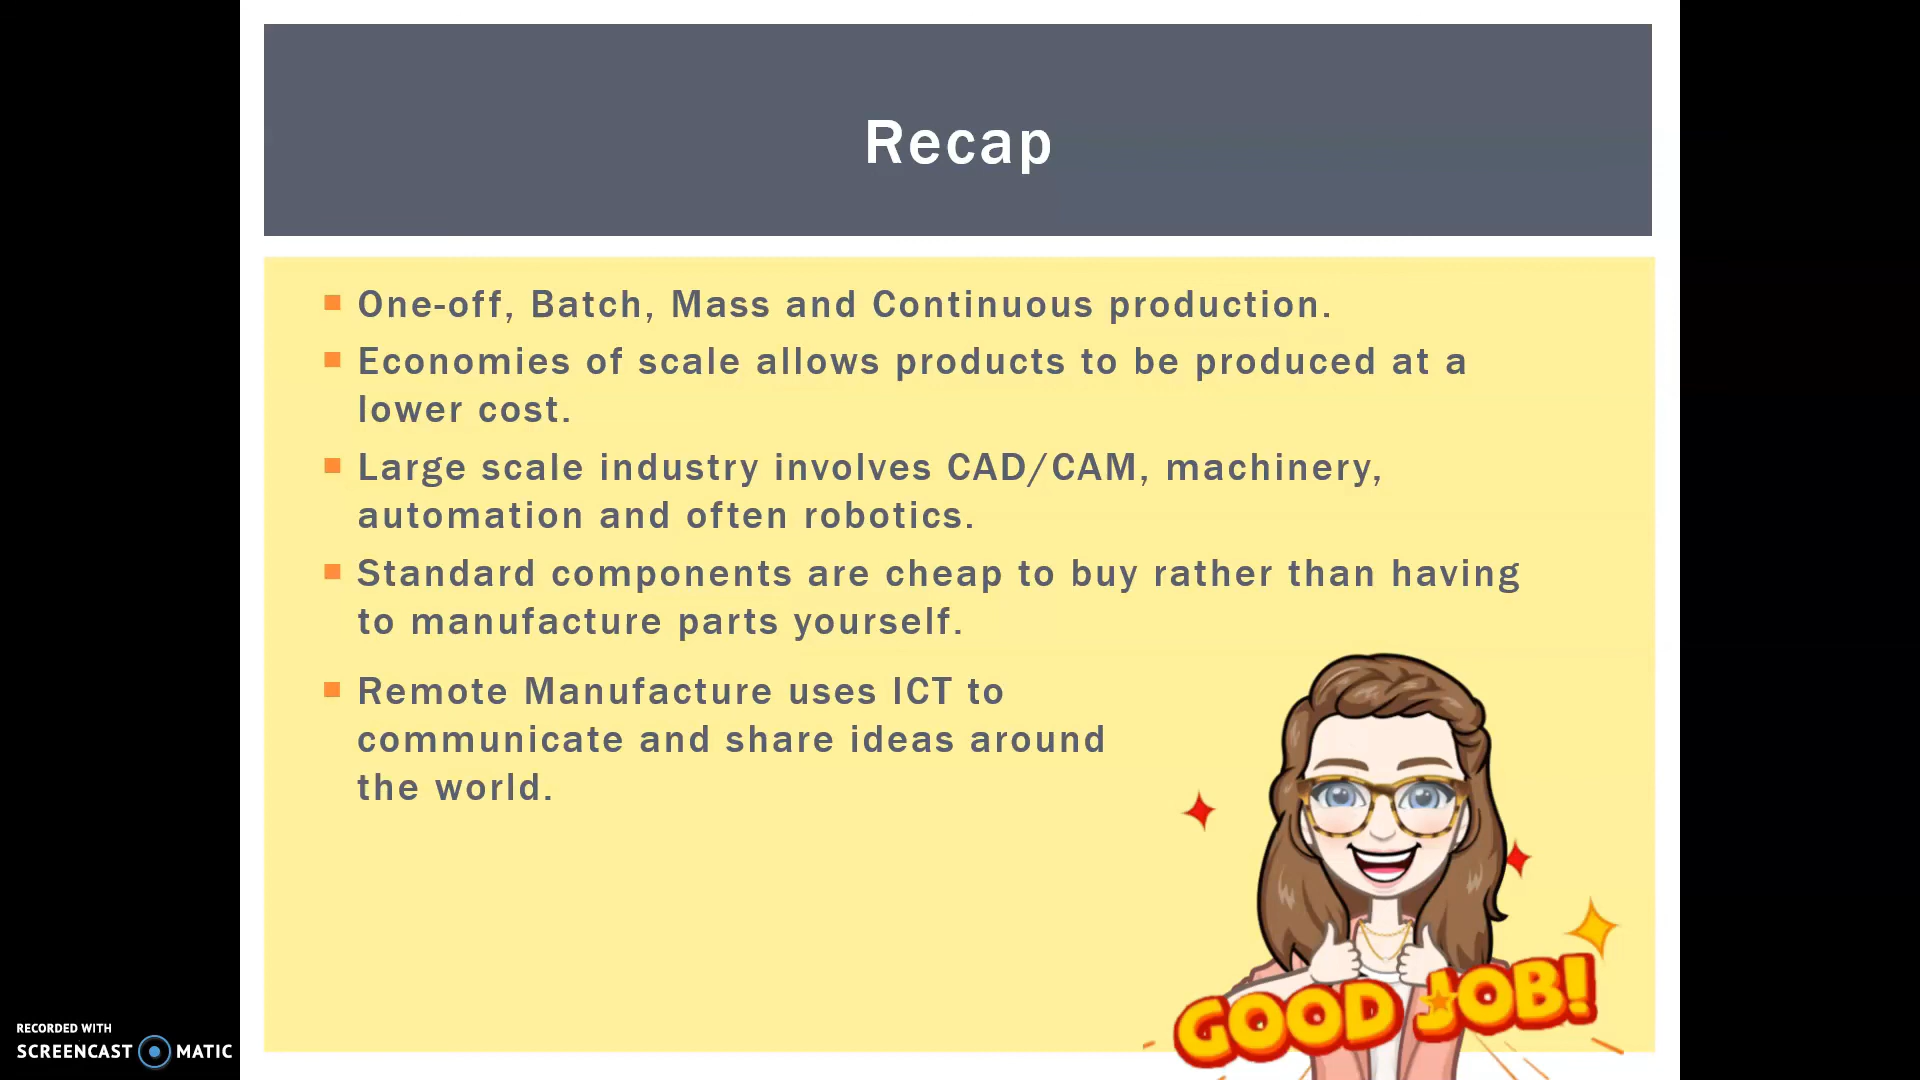 Recap
One-off, Batch, Mass and Continuous production.
Economies of scale allows products to be produced at a
lower cost.
Large scale industry involves CAD/CAM, machinery,
automation and often robotics.
Standard components are cheap to buy rather than having
to manufacture parts yourself.
Remote Manufacture uses ICT to
communicate and share ideas around
the world.
GOOD JOB!
RECORDED WITH
SCREENCAST MATIC